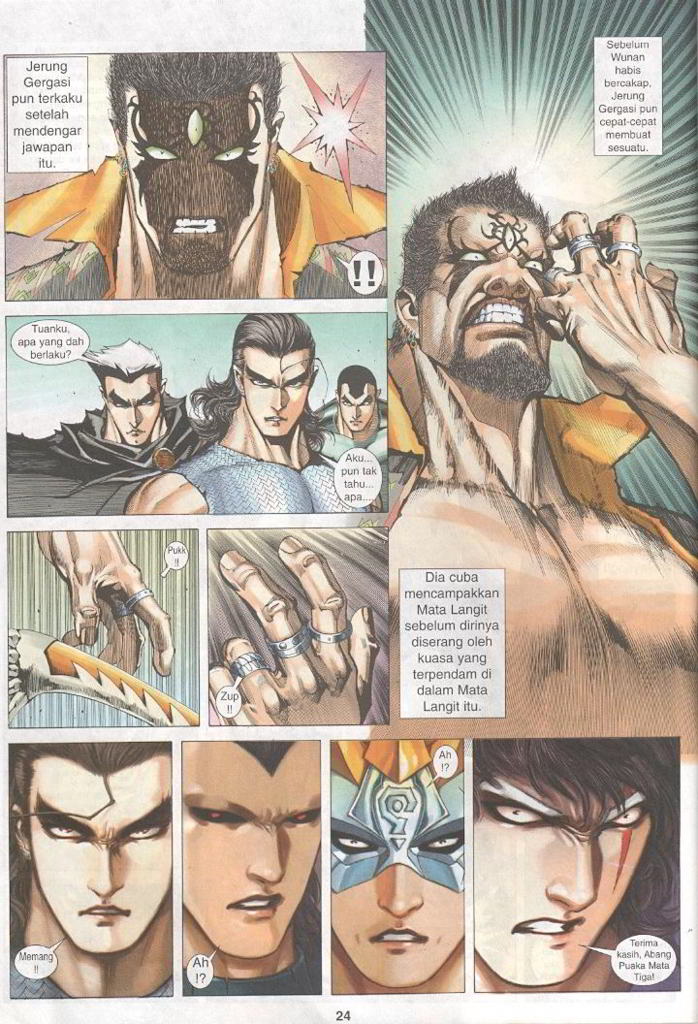 Jerung
Gergasi
pun terkaku
setelah
mendengar
jawapan
itu.
!!
Sebelum
Wunan
habis
bercakap,
Jerung
Gergasi pun
cepat-cepat
membuat
sesuatu.
Tuanku,
apa yang dah
berlaku?
Aku...
pun tak
tahu...
apa....
Pukk
!!
Zup
!!
Dia cuba
mencampakkan
Mata Langit
sebelum dirinya
diserang oleh
kuasa yang
terpendam di
dalam Mata
Langit itu.
Memang
!!
Ah
!?
Ah
!?
Terima
kasih, Abang
Puaka Mata
Tiga!
24